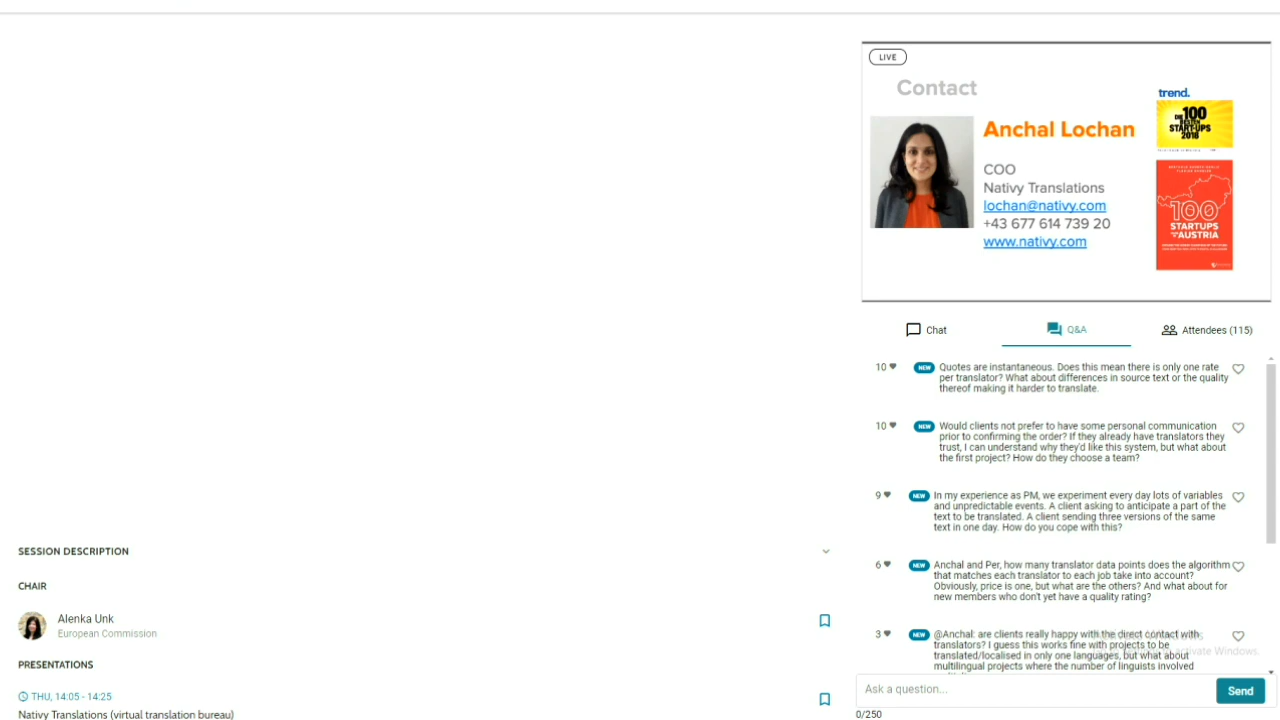 LIVE
Contact
Anchal Lochan
COO
Nativy Translations
lochan@nativy.com
+43 677 614 739 20
www.nativy.com
trend.
DIE 100
BESTEN
START-UPS
2018
100
STARTUPS
AUSTRIA
Chat
Q&A
Attendees (115)
10
NEW
Quotes are instantaneous. Does this mean there is only one rate
per translator? What about differences in source text or the quality
thereof making it harder to translate.
10
NEW
Would clients not prefer to have some personal communication
prior to confirming the order? If they already have translators they
trust, I can understand why they'd like this system, but what about
the first project? How do they choose a team?
9
NEW
In my experience as PM, we experiment every day lots of variables
and unpredictable events. A client asking to anticipate a part of the
text to be translated. A client sending three versions of the same
text in one day. How do you cope with this?
6
NEW
Anchal and Per, how many translator data points does the algorithm
that matches each translator to each job take into account?
Obviously, price is one, but what are the others? And what about for
new members who don't yet have a quality rating?
3
NEW
@Anchal: are clients really happy with the direct contact with
translators? I guess this works fine with projects to be
translated/localised in only one languages, but what about
multilingual projects where the number of linguists involved
Activate Windows.
Ask a question...
Send
0/250
SESSION DESCRIPTION
CHAIR
Alenka Unk
European Commission
PRESENTATIONS
THU, 14:05 - 14:25
Nativy Translations (virtual translation bureau)